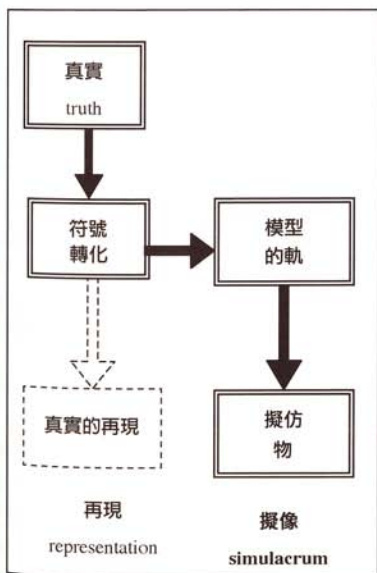 真實
truth
符號
轉化
模型
的軌
真實的再現
擬仿
物
再現
representation
擬像
simulacrum